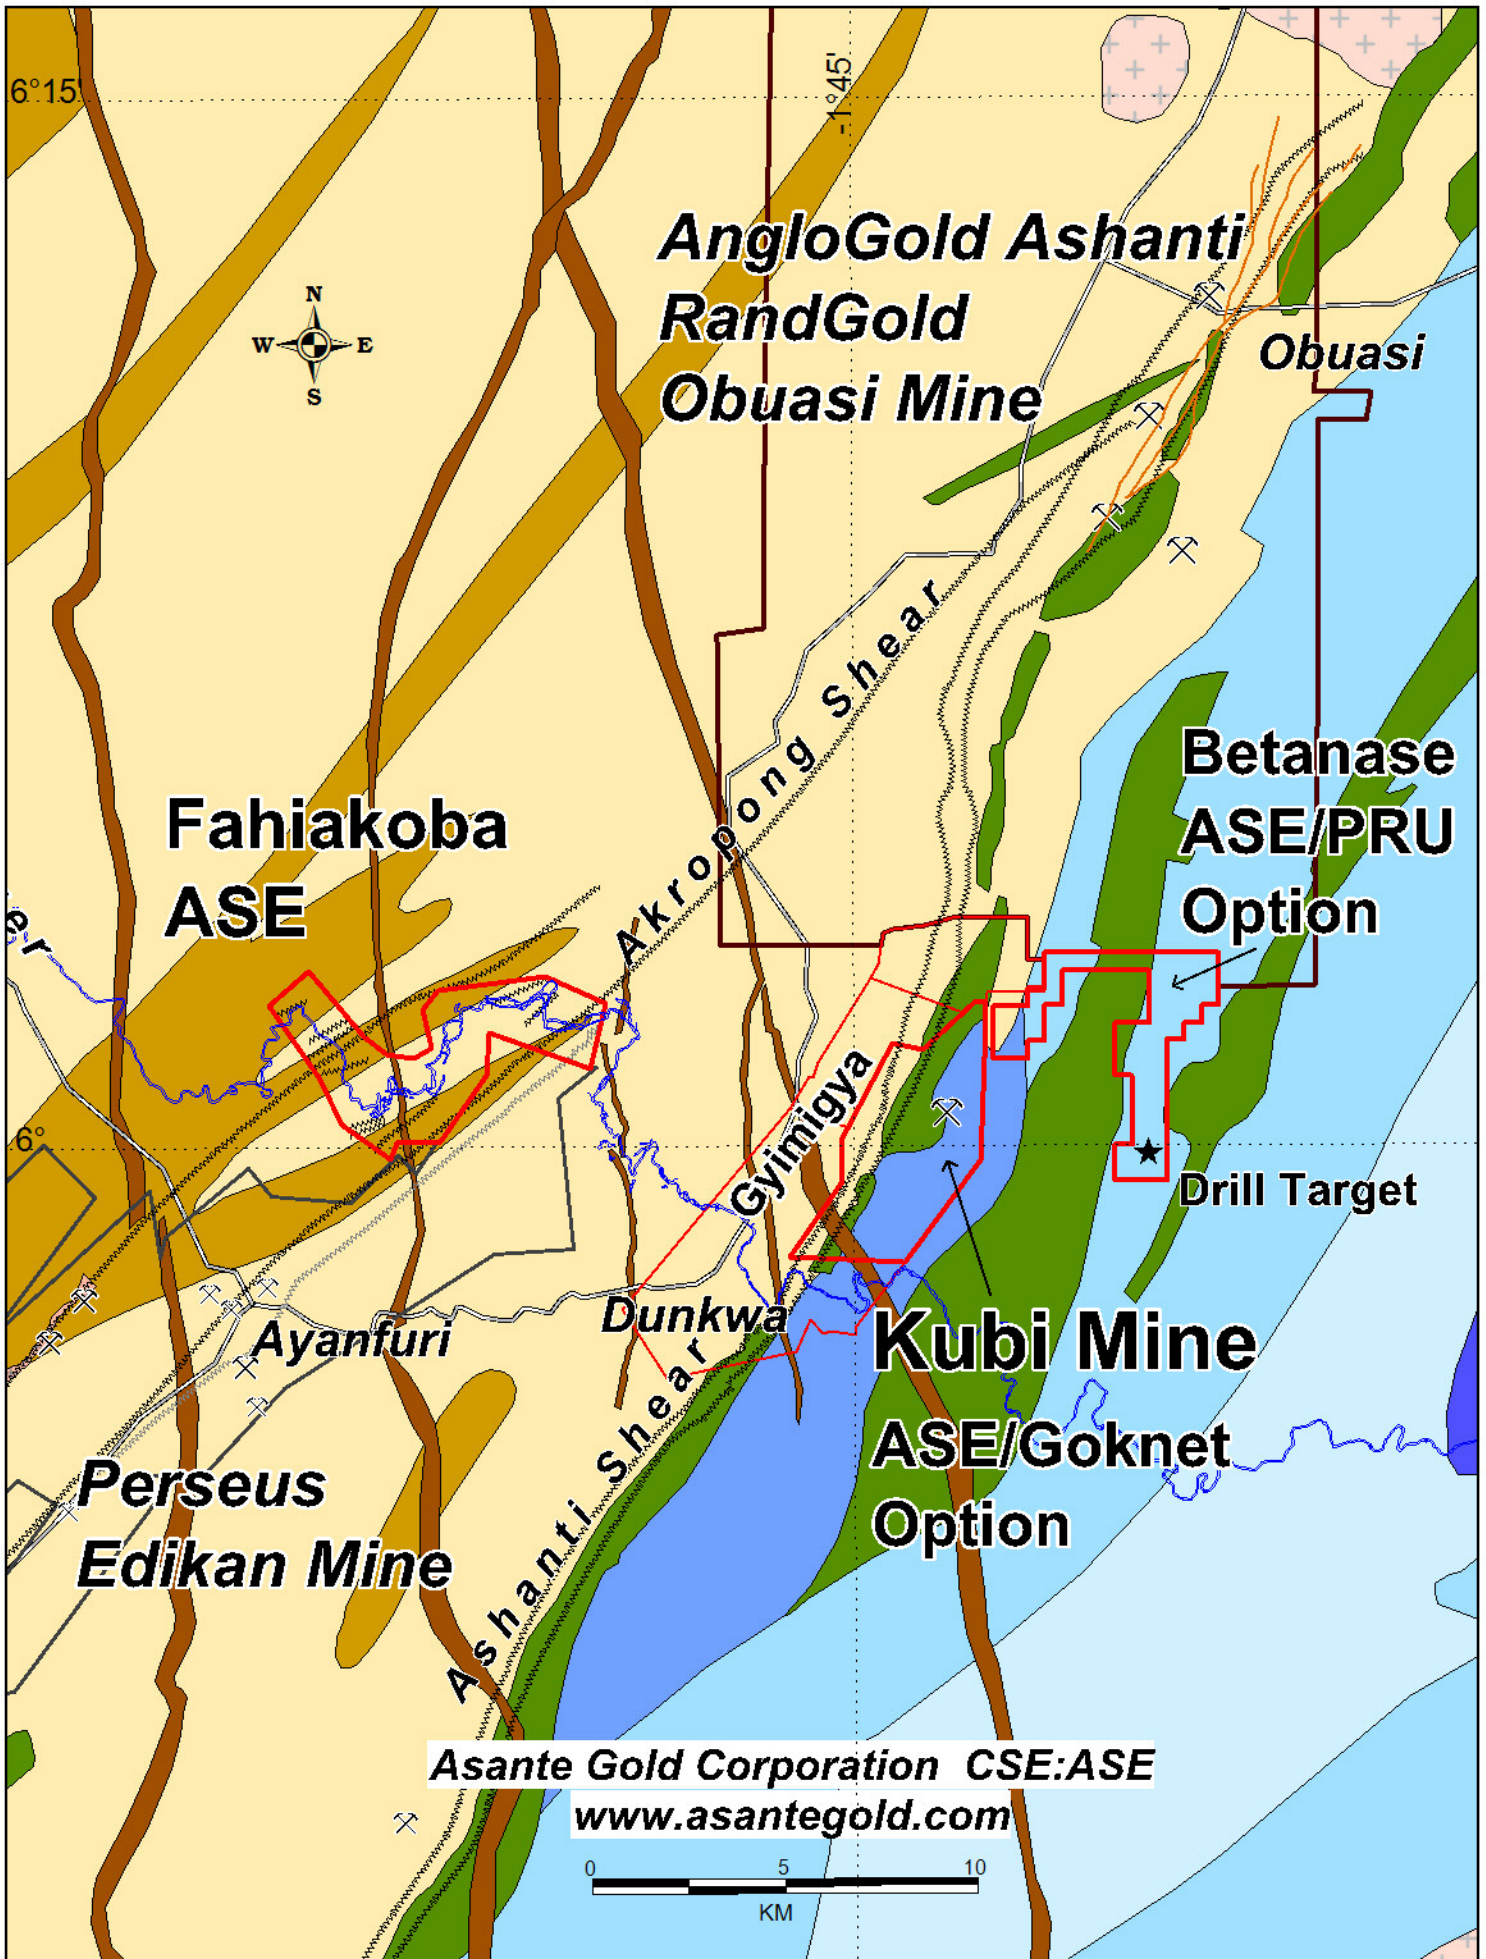 6°15'
-1°45'
AngloGold Ashanti
RandGold
Obuasi Mine
N
W E
S
Obuasi
Akropong Shear
Betanase
ASE/PRU
Option
Fahiakoba
ASE
er
6°
Gyimigya
Drill Target
Dunkwa
Ayanfuri
Kubi Mine
ASE/Goknet
Option
Ashanti Shear
Perseus
Edikan Mine
Asante Gold Corporation CSE:ASE
www.asantegold.com
0 5 10
KM